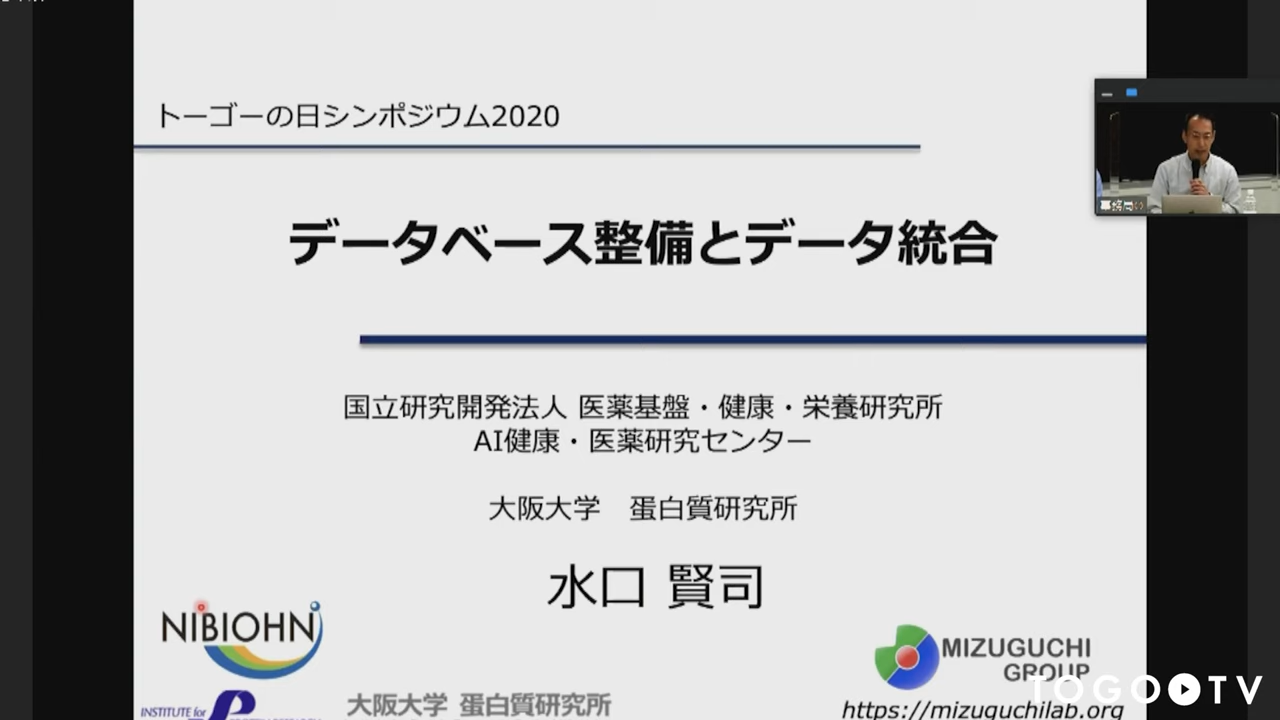 トーゴーの日シンポジウム2020
データベース整備とデータ統合
国立研究開発法人 医薬基盤・健康・栄養研究所
AI健康・医薬研究センター
大阪大学　蛋白質研究所
水口 賢司
NIBIOHN
MIZUGUCHI
GROUP
TOGO TV
INSTITUTE for
大阪大学 蛋白質研究所
https://mizuguchilab.org